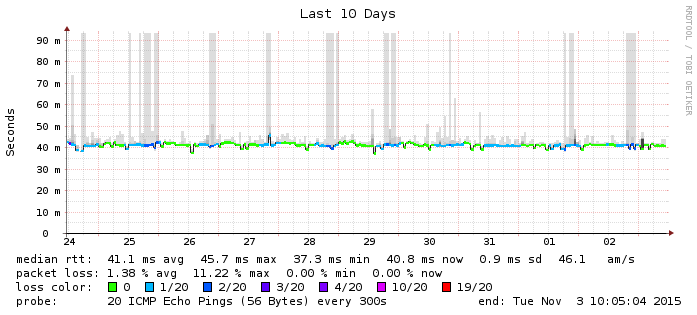 Last 10 Days
RRDTOOL / TOBI OETIKER
Seconds
90 m
80 m
70 m
60 m
50 m
40 m
30 m
20 m
10 m
0
24 25 26 27 28 29 30 31 01 02
median rtt: 41.1 ms avg 45.7 ms max 37.3 ms min 40.8 ms now 0.9 ms sd 46.1 am/s
packet loss: 1.38 % avg 11.22 % max 0.00 % min 0.00 % now
loss color: 0 1/20 2/20 3/20 4/20 10/20 19/20
probe: 20 ICMP Echo Pings (56 Bytes) every 300s end: Tue Nov 3 10:05:04 2015